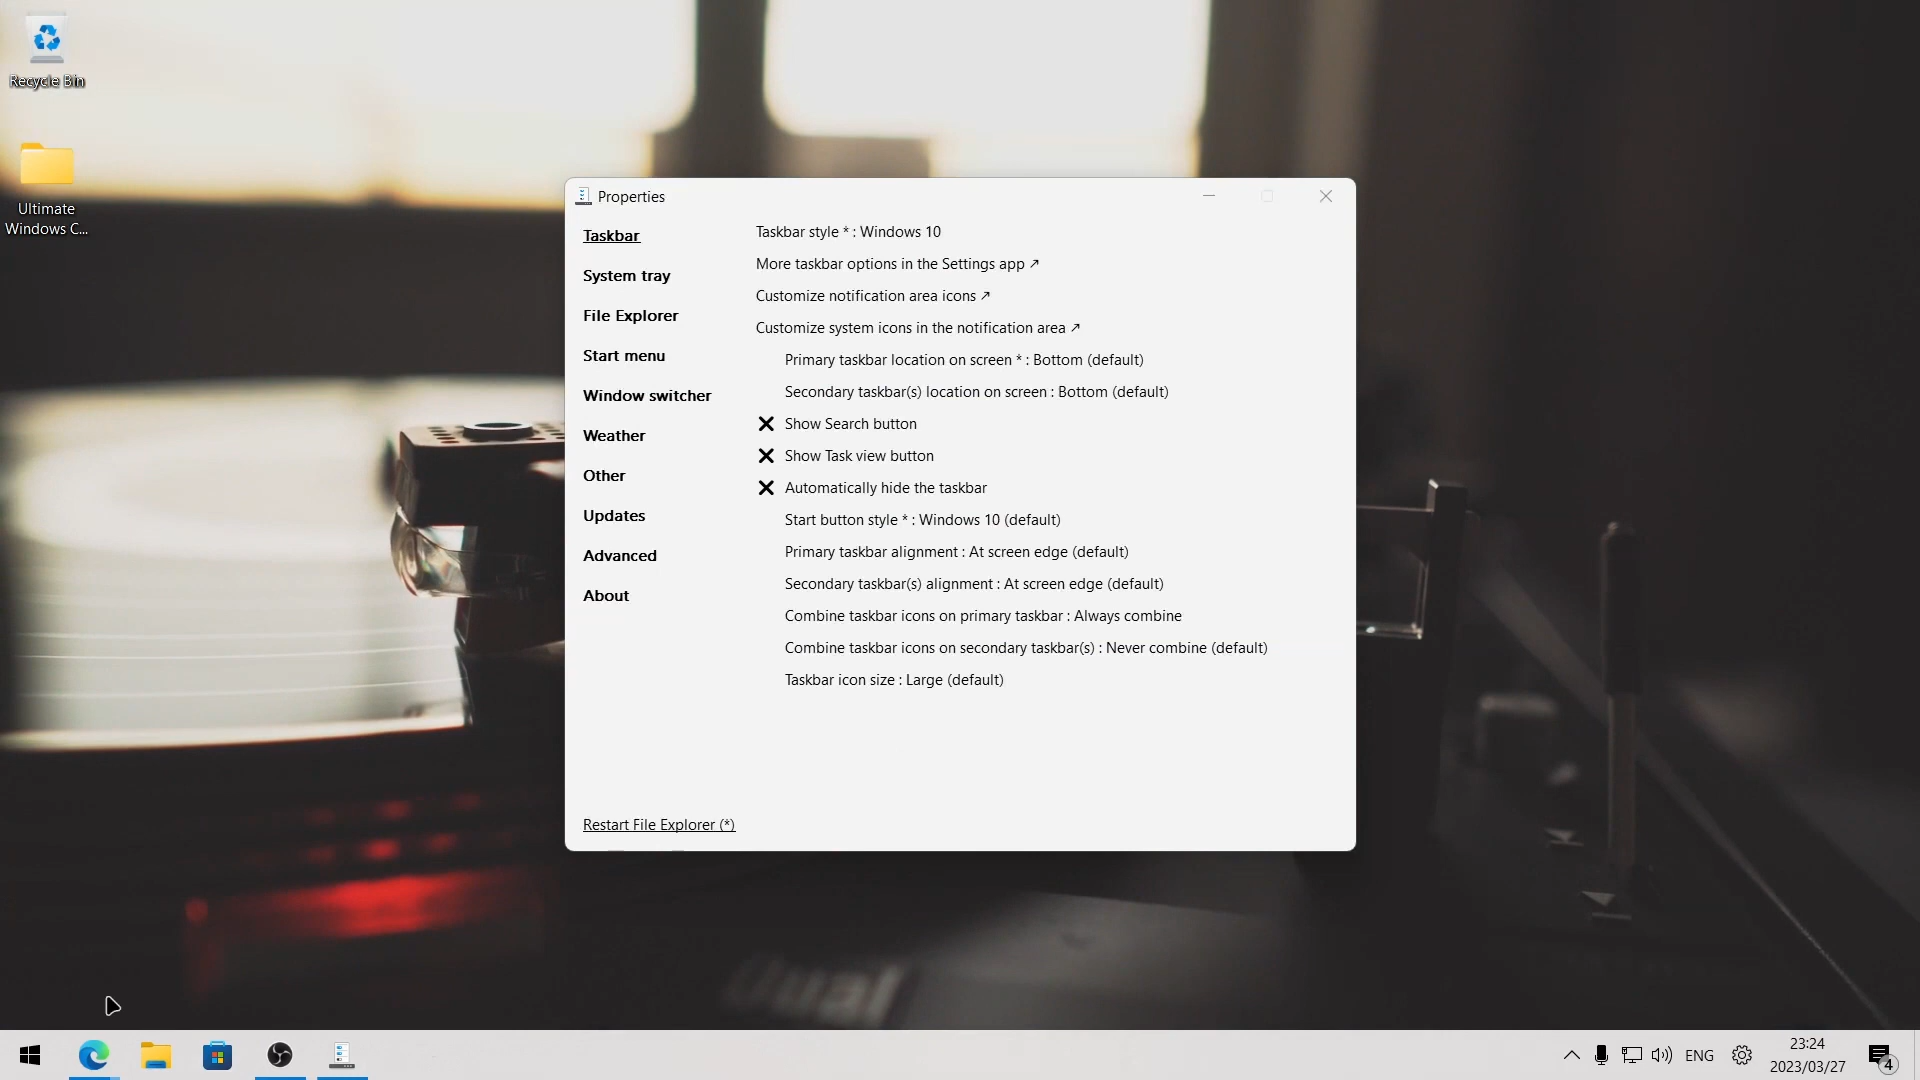 Recycle Bin
Ultimate
Windows C...
Properties
Taskbar
System tray
File Explorer
Start menu
Window switcher
Weather
Other
Updates
Advanced
About
Taskbar style * : Windows 10
More taskbar options in the Settings app ↗
Customize notification area icons ↗
Customize system icons in the notification area ↗
Primary taskbar location on screen * : Bottom (default)
Secondary taskbar(s) location on screen : Bottom (default)
Show Search button
Show Task view button
Automatically hide the taskbar
Start button style * : Windows 10 (default)
Primary taskbar alignment : At screen edge (default)
Secondary taskbar(s) alignment : At screen edge (default)
Combine taskbar icons on primary taskbar : Always combine
Combine taskbar icons on secondary taskbar(s) : Never combine (default)
Taskbar icon size : Large (default)
Restart File Explorer (*)
Dual
ENG
23:24
2023/03/27
4